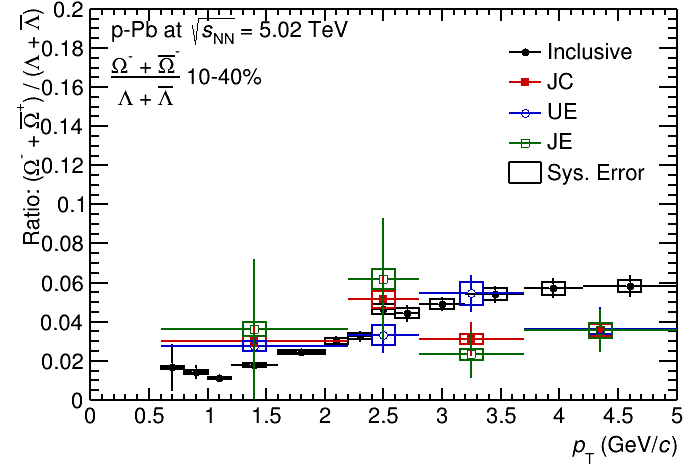 p-Pb at √sNN = 5.02 TeV
Ω⁻ + Ω̅⁻
Λ + Λ̅
10-40%
Inclusive
JC
UE
JE
Sys. Error
Ratio: (Ω⁻ + Ω̅⁺) / (Λ + Λ̅)
0.2
0.18
0.16
0.14
0.12
0.1
0.08
0.06
0.04
0.02
0
0 0.5 1 1.5 2 2.5 3 3.5 4 4.5 5
pT (GeV/c)